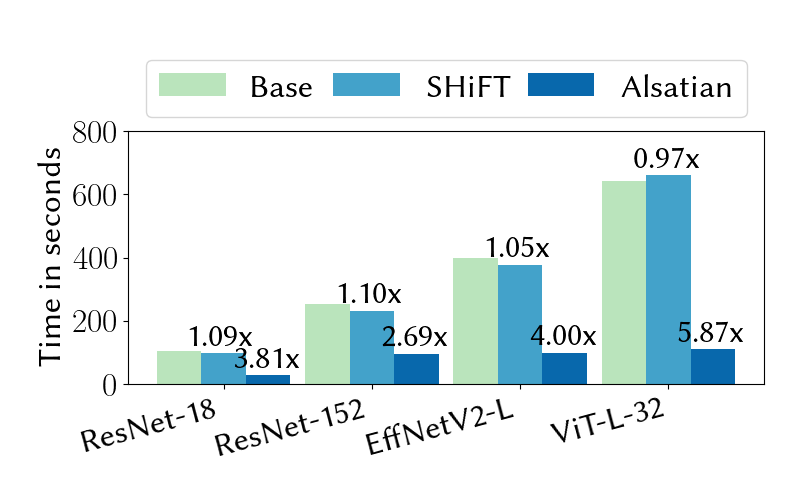 Base SHiFT Alsatian
Time in seconds
800
600
400
200
0
1.09x 3.81x 1.10x 2.69x 1.05x 4.00x 0.97x 5.87x
ResNet-18 ResNet-152 EffNetV2-L ViT-L-32